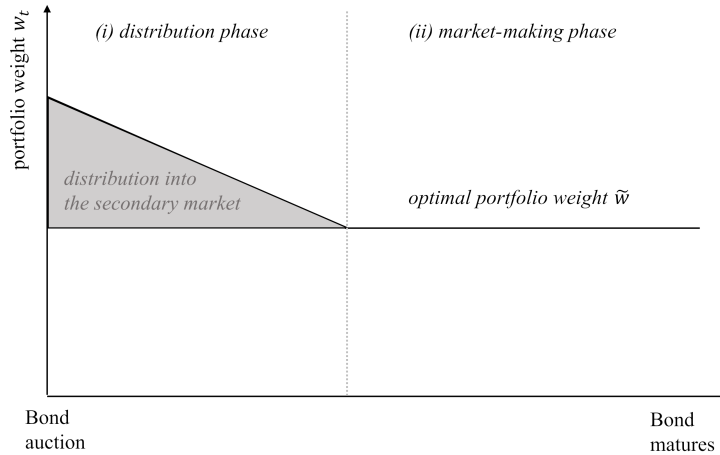 portfolio weight wₜ
(i) distribution phase
(ii) market-making phase
distribution into
the secondary market
optimal portfolio weight w̃
Bond
auction
Bond
matures